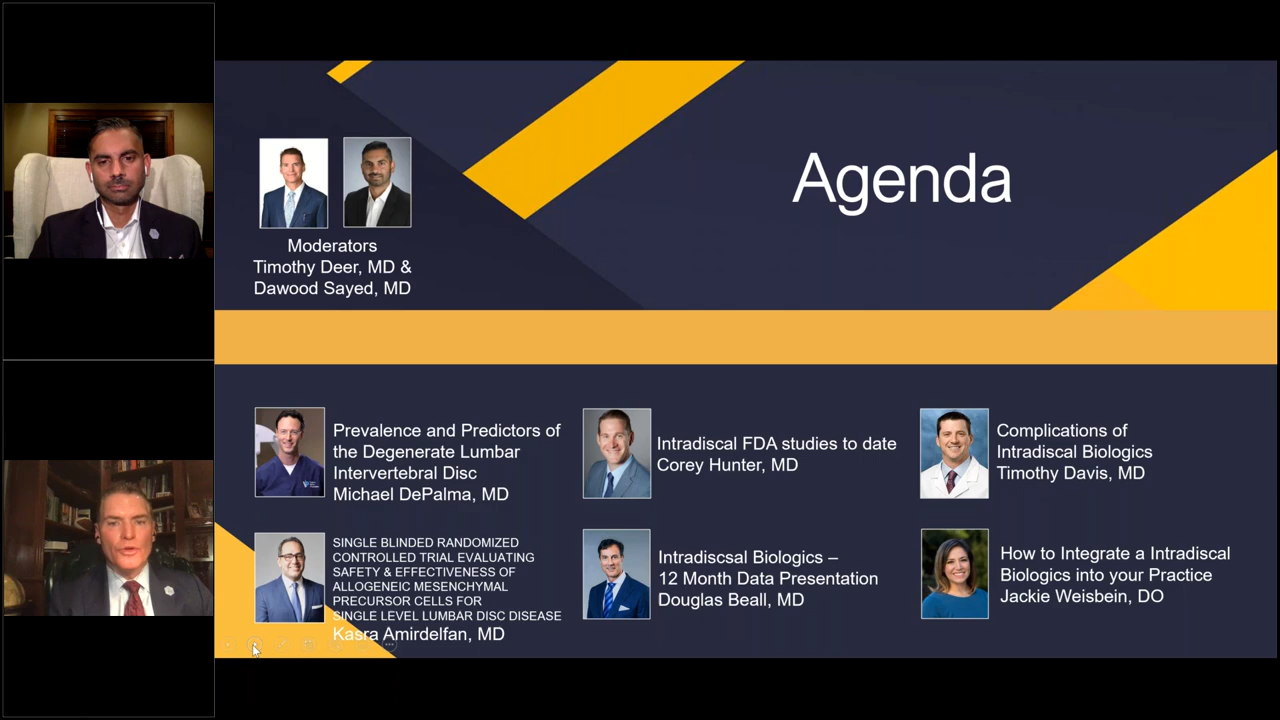 Agenda
Moderators
Timothy Deer, MD &
Dawood Sayed, MD
Prevalence and Predictors of
the Degenerate Lumbar
Intervertebral Disc
Michael DePalma, MD
Intradiscal FDA studies to date
Corey Hunter, MD
Complications of
Intradiscal Biologics
Timothy Davis, MD
SINGLE BLINDED RANDOMIZED
CONTROLLED TRIAL EVALUATING
SAFETY & EFFECTIVENESS OF
ALLOGENEIC MESENCHYMAL
PRECURSOR CELLS FOR
SINGLE LEVEL LUMBAR DISC DISEASE
Kasra Amirdelfan, MD
Intradiscsal Biologics –
12 Month Data Presentation
Douglas Beall, MD
How to Integrate a Intradiscal
Biologics into your Practice
Jackie Weisbein, DO